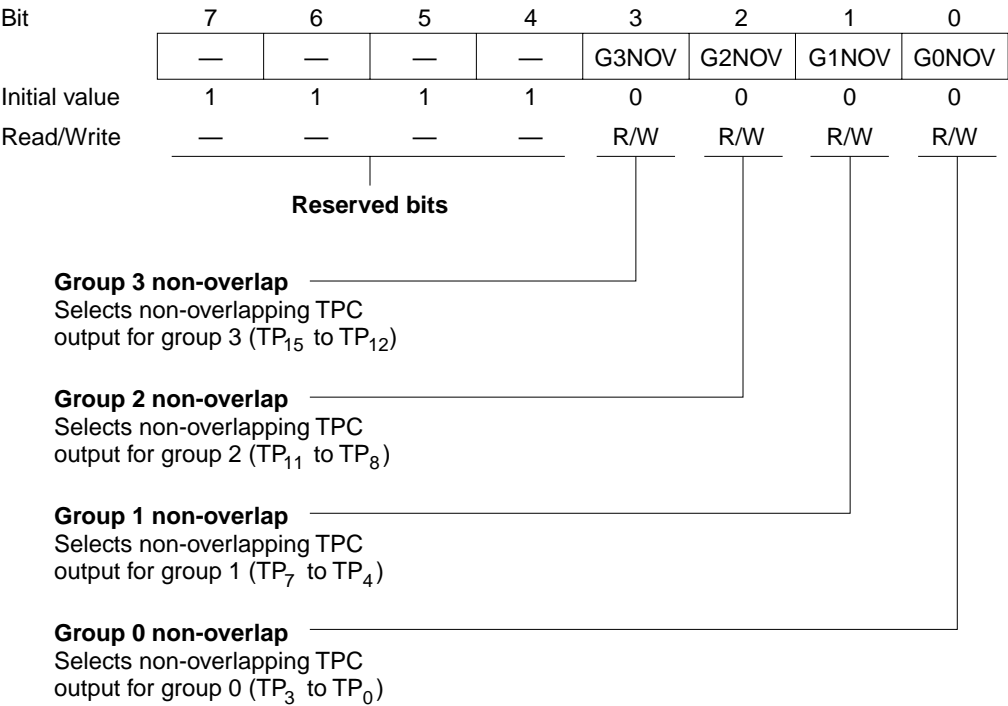 Bit 7 6 5 4 3 2 1 0
— — — — G3NOV G2NOV G1NOV G0NOV
Initial value 1 1 1 1 0 0 0 0
Read/Write — — — — R/W R/W R/W R/W
Reserved bits
Group 3 non-overlap
Selects non-overlapping TPC
output for group 3 (TP15 to TP12)
Group 2 non-overlap
Selects non-overlapping TPC
output for group 2 (TP11 to TP8)
Group 1 non-overlap
Selects non-overlapping TPC
output for group 1 (TP7 to TP4)
Group 0 non-overlap
Selects non-overlapping TPC
output for group 0 (TP3 to TP0)